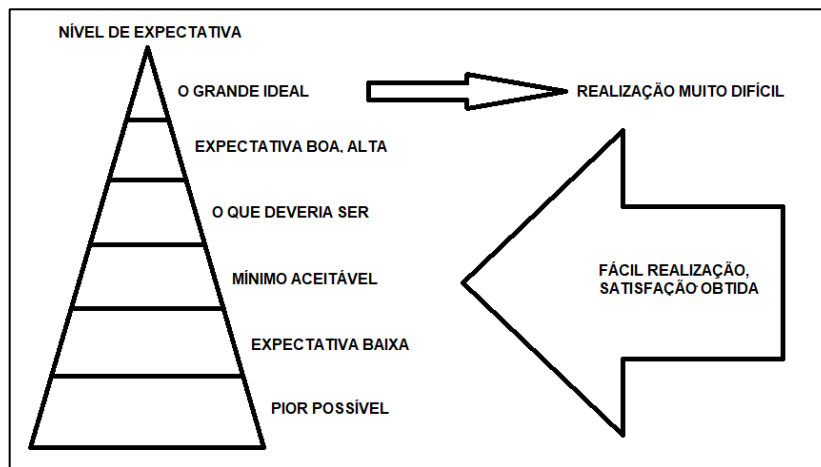 NÍVEL DE EXPECTATIVA
O GRANDE IDEAL
REALIZAÇÃO MUITO DIFÍCIL
EXPECTATIVA BOA, ALTA
O QUE DEVERIA SER
MÍNIMO ACEITÁVEL
FÁCIL REALIZAÇÃO,
SATISFAÇÃO OBTIDA
EXPECTATIVA BAIXA
PIOR POSSÍVEL